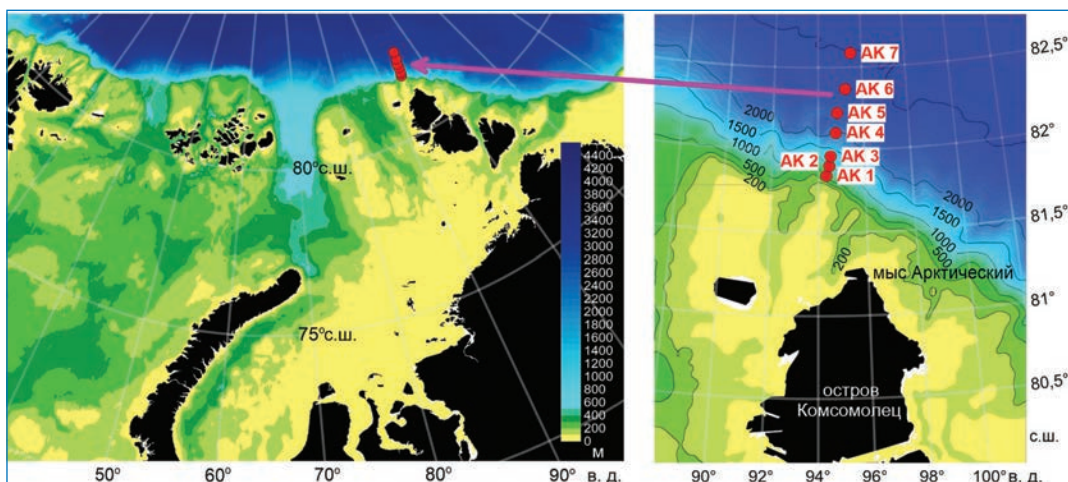 80°с.ш.
75°с.ш.
4400
4200
4000
3800
3600
3400
3200
3000
2800
2600
2400
2200
2000
1800
1600
1400
1200
1000
800
600
400
200
0
М
50°
60°
70°
80°
90° в. д.
АК 7
АК 6
АК 5
АК 4
АК 3
АК 2
АК 1
2000
1500
1000
500
200
2000
1500
1000
500
200
мыс Арктический
остров
Комсомолец
82,5°
82°
81,5°
81°
80,5°
с.ш.
90°
92°
94°
96°
98°
100° в. д.